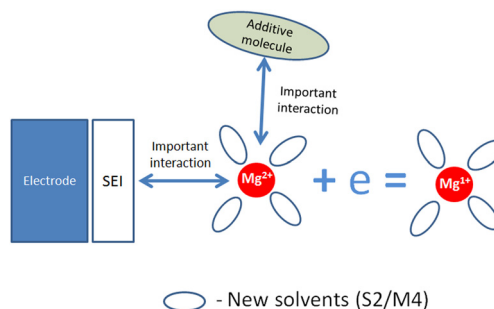 Additive
molecule
Important
interaction
Important
interaction
Electrode
SEI
Mg2+
+ e =
Mg1+
- New solvents (S2/M4)